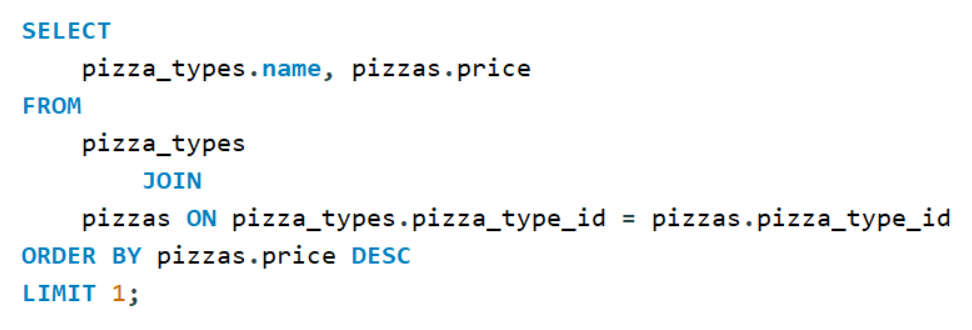 SELECT
    pizza_types.name, pizzas.price
FROM
    pizza_types
        JOIN
    pizzas ON pizza_types.pizza_type_id = pizzas.pizza_type_id
ORDER BY pizzas.price DESC
LIMIT 1;